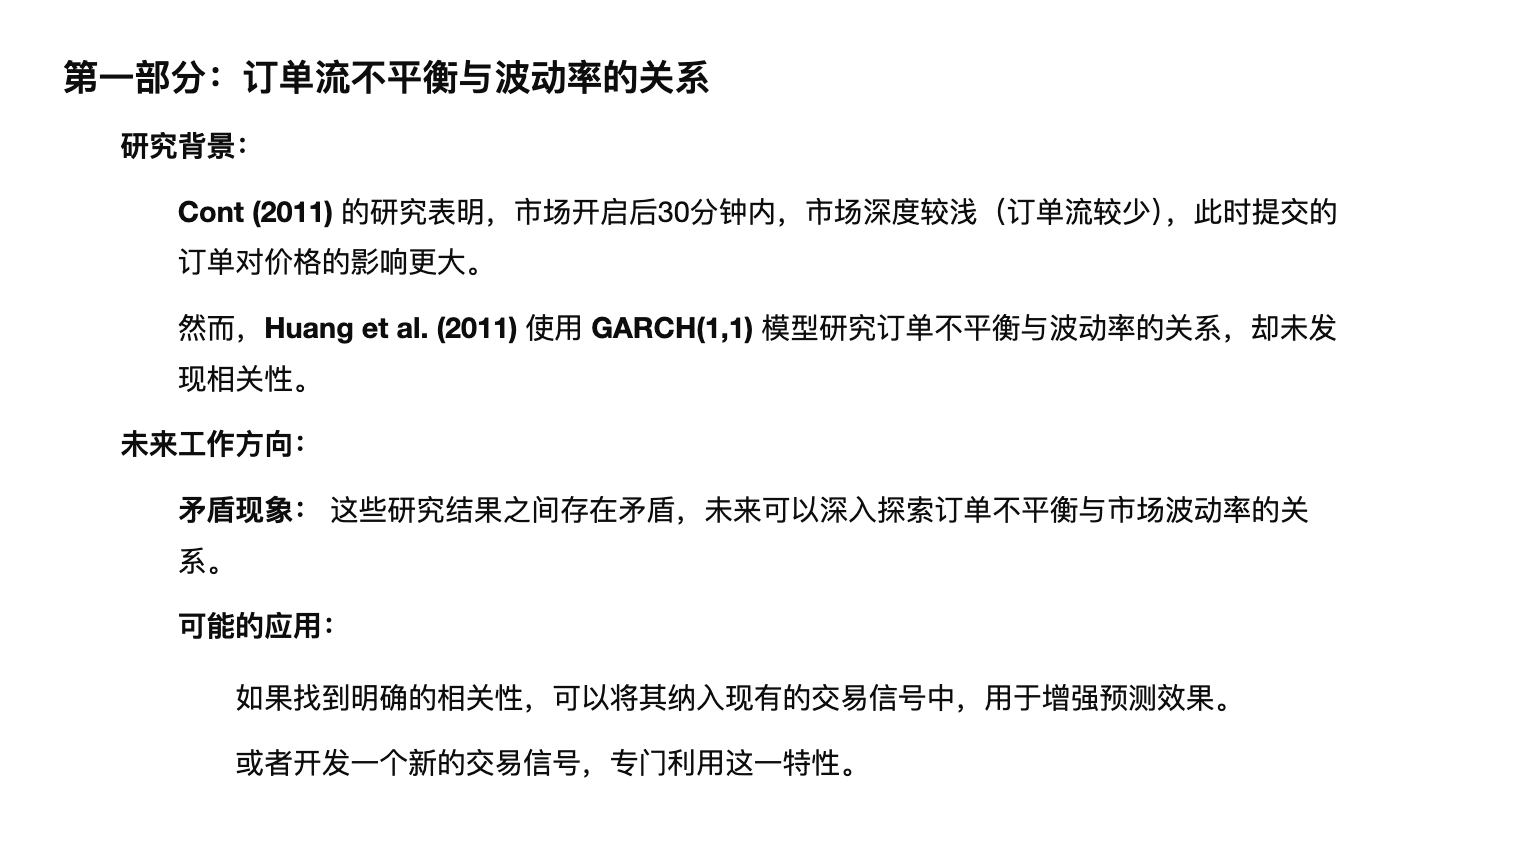 第一部分：订单流不平衡与波动率的关系
研究背景：
Cont (2011) 的研究表明，市场开启后30分钟内，市场深度较浅（订单流较少），此时提交的
订单对价格的影响更大。
然而，Huang et al. (2011) 使用 GARCH(1,1) 模型研究订单不平衡与波动率的关系，却未发
现相关性。
未来工作方向：
矛盾现象： 这些研究结果之间存在矛盾，未来可以深入探索订单不平衡与市场波动率的关
系。
可能的应用：
如果找到明确的相关性，可以将其纳入现有的交易信号中，用于增强预测效果。
或者开发一个新的交易信号，专门利用这一特性。